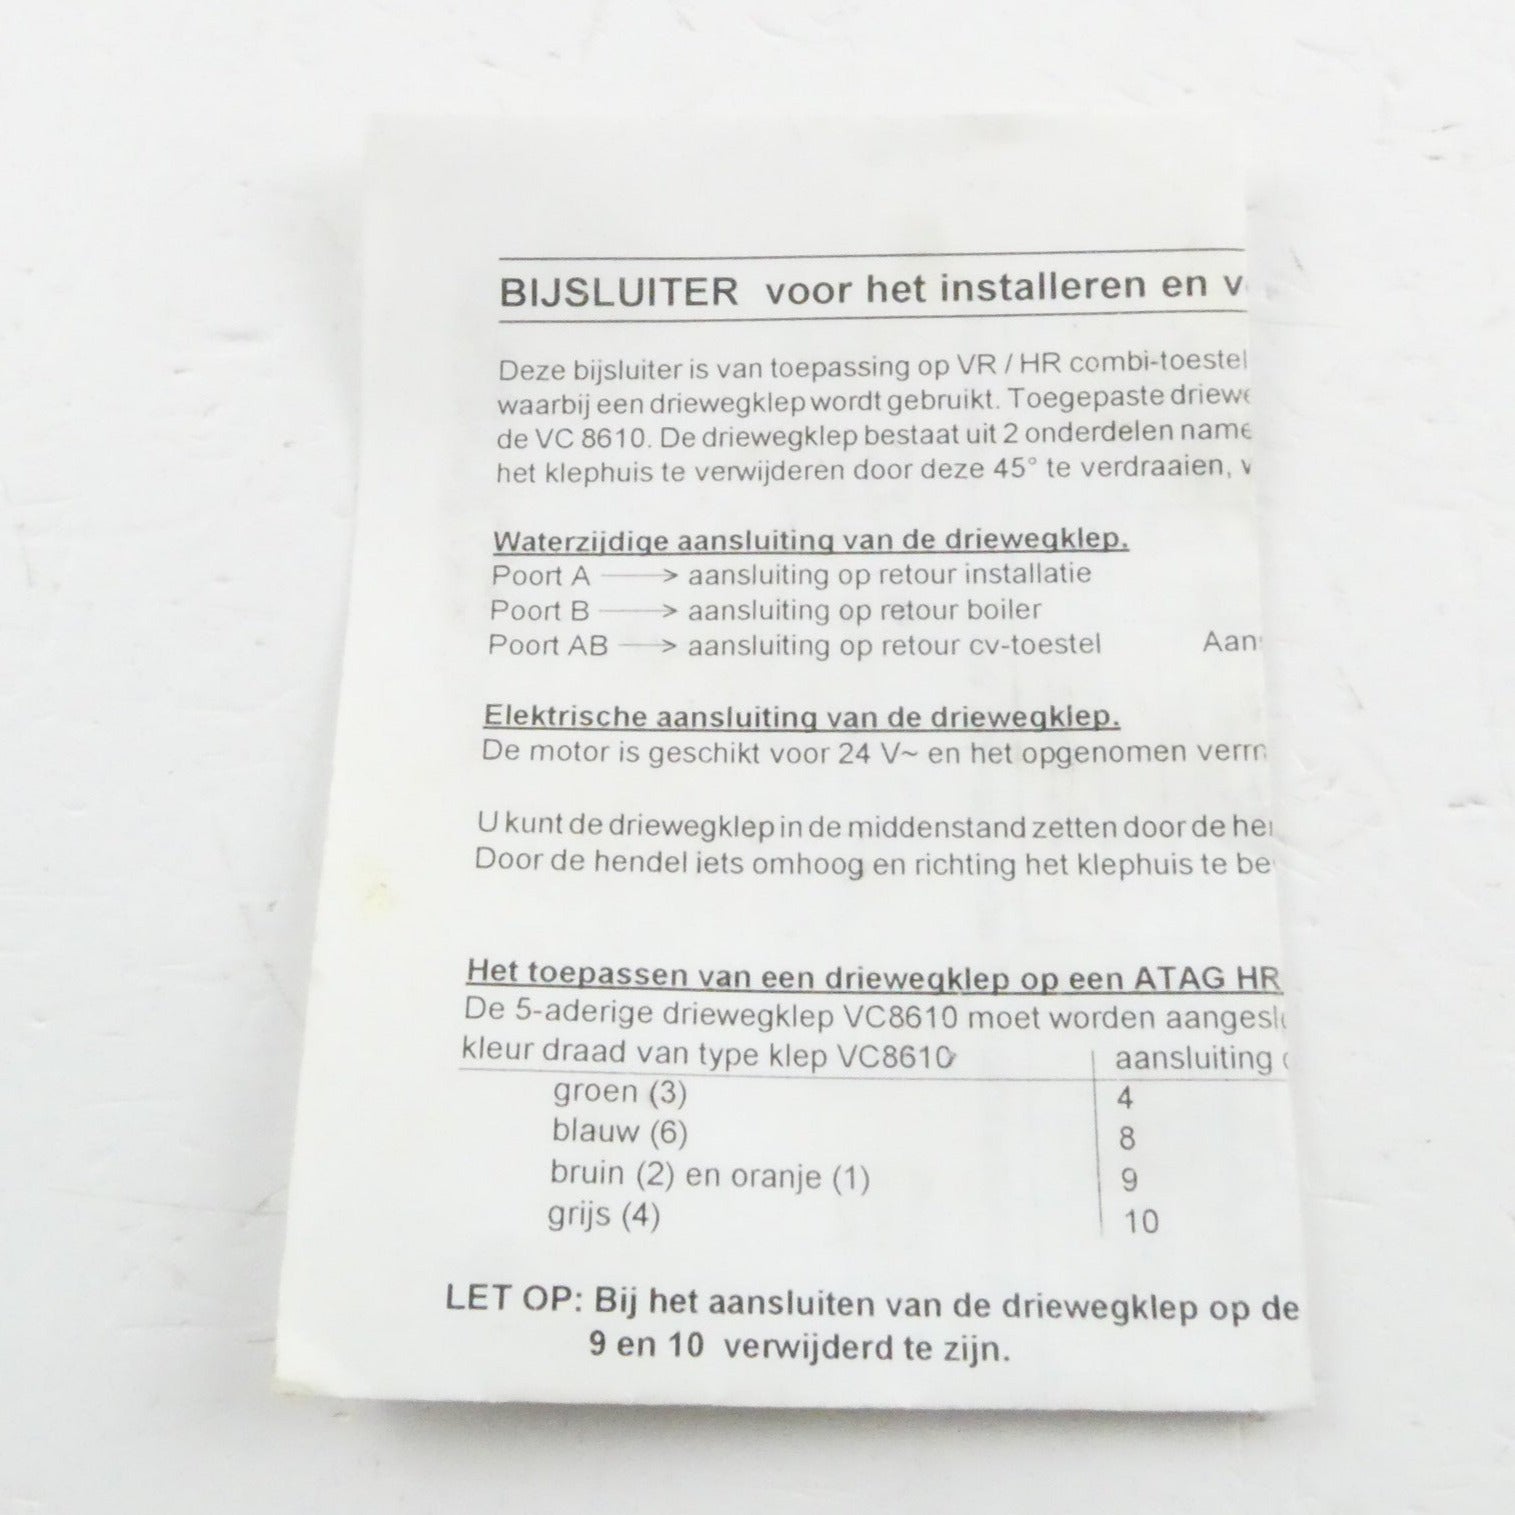 BIJSLUITER voor het installeren en v
Deze bijsluiter is van toepassing op VR / HR combi-toestel
waarbij een driewegklep wordt gebruikt. Toegepaste driewe
de VC 8610. De driewegklep bestaat uit 2 onderdelen name
het klephuis te verwijderen door deze 45° te verdraaien, v
Waterzijdige aansluiting van de driewegklep.
Poort A ——> aansluiting op retour installatie
Poort B ——> aansluiting op retour boiler
Poort AB ——> aansluiting op retour cv-toestel Aan
Elektrische aansluiting van de driewegklep.
De motor is geschikt voor 24 V~ en het opgenomen
U kunt de driewegklep in de middenstand zetten door de he
Door de hendel iets omhoog en richting het klephuis te be
Het toepassen van een driewegklep op een ATAG HR
De 5-aderige driewegklep VC8610 moet worden aangesl
kleur draad van type klep VC8610 aansluiting
groen (3) 4
blauw (6) 8
bruin (2) en oranje (1) 9
grijs (4) 10
LET OP: Bij het aansluiten van de driewegklep op de
9 en 10 verwijderd te zijn.